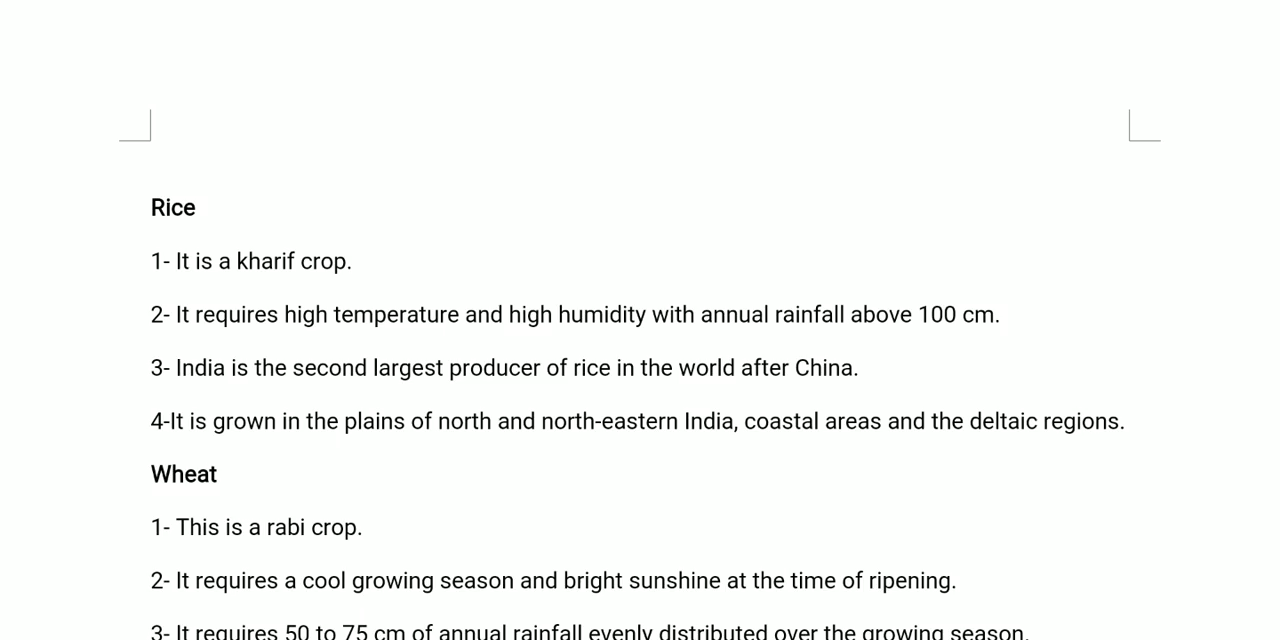 Rice
1- It is a kharif crop.
2- It requires high temperature and high humidity with annual rainfall above 100 cm.
3- India is the second largest producer of rice in the world after China.
4-It is grown in the plains of north and north-eastern India, coastal areas and the deltaic regions.
Wheat
1- This is a rabi crop.
2- It requires a cool growing season and bright sunshine at the time of ripening.
3- It requires 50 to 75 cm of annual rainfall evenly distributed over the growing season.